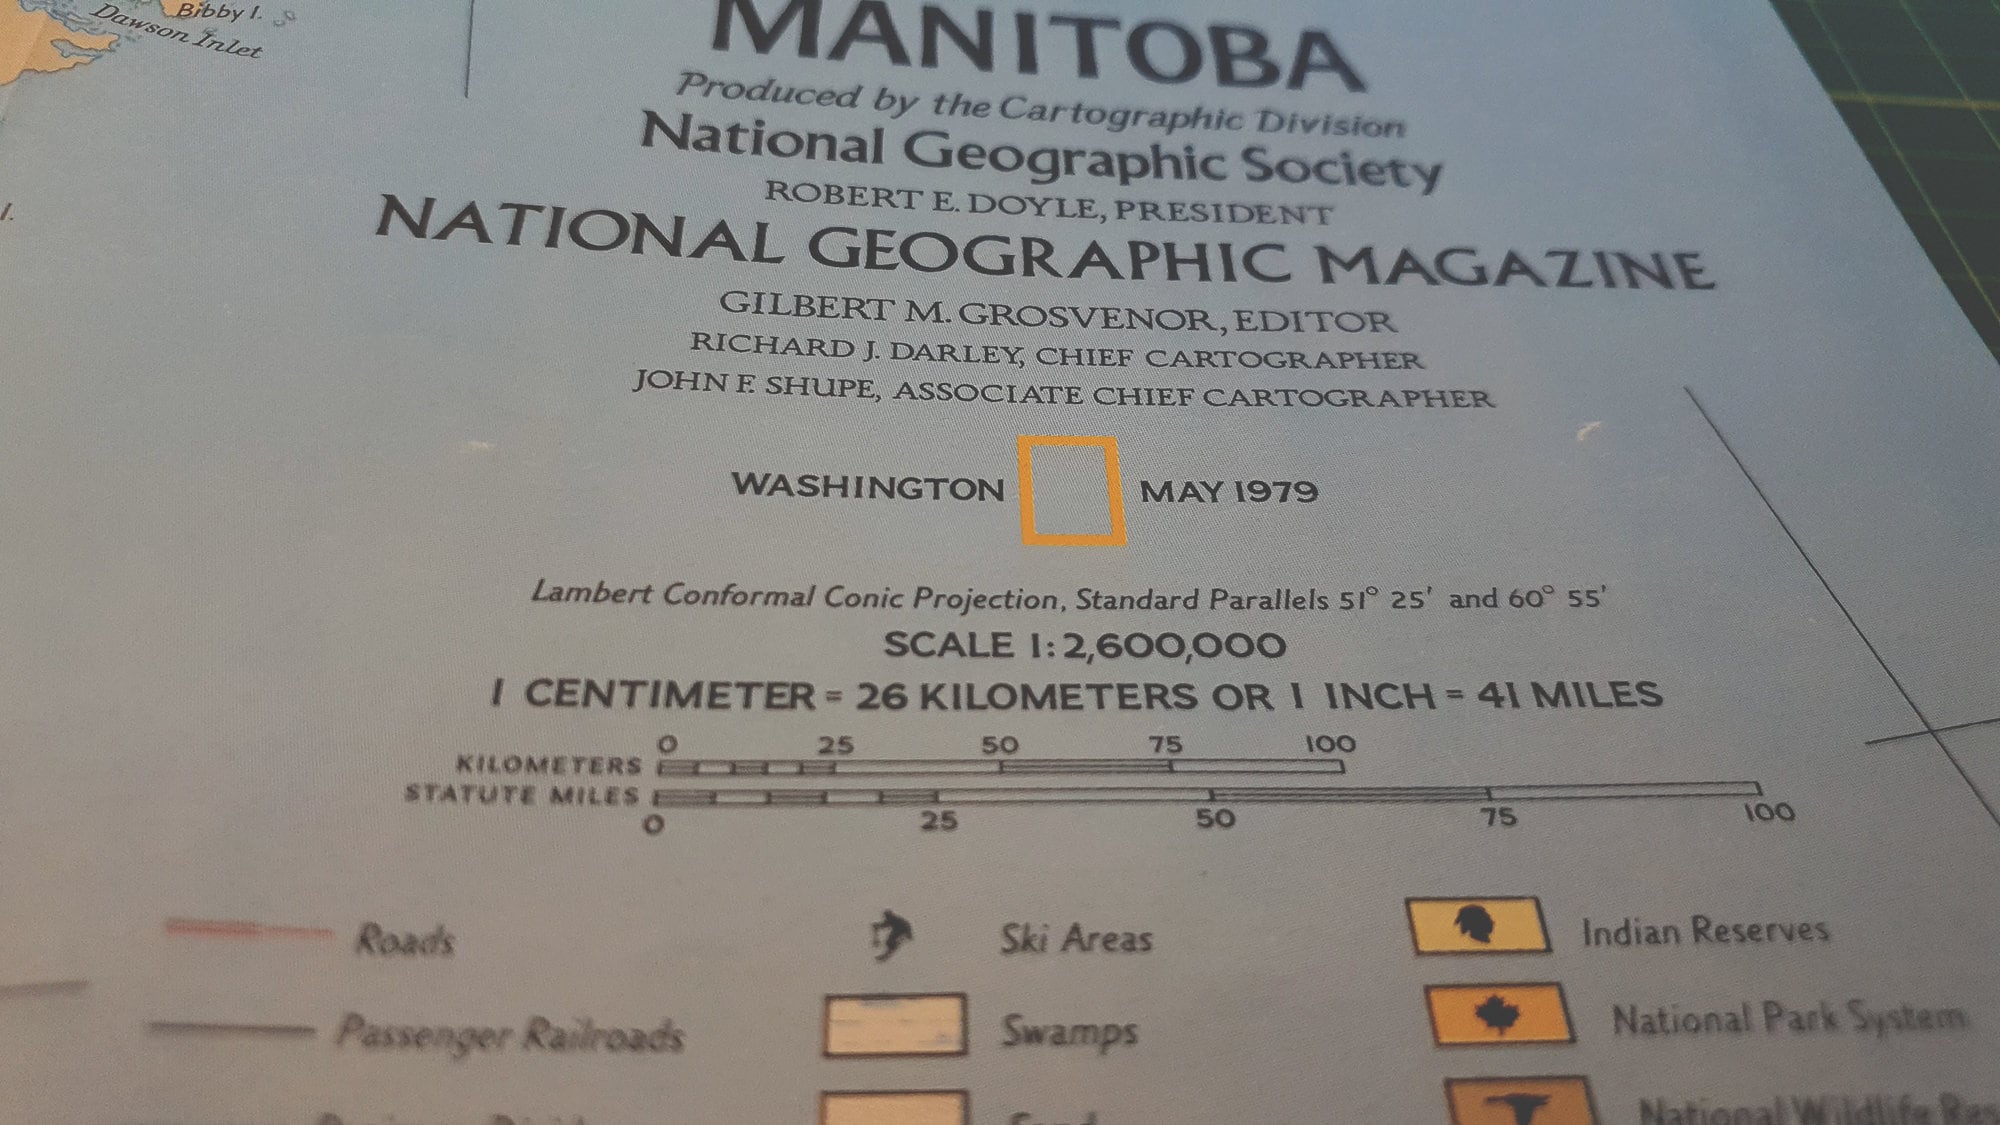 Bibby I.
Dawson Inlet
I.
MANITOBA
Produced by the Cartographic Division
National Geographic Society
ROBERT E. DOYLE, PRESIDENT
NATIONAL GEOGRAPHIC MAGAZINE
GILBERT M. GROSVENOR, EDITOR
RICHARD J. DARLEY, CHIEF CARTOGRAPHER
JOHN F. SHUPE, ASSOCIATE CHIEF CARTOGRAPHER
WASHINGTON MAY 1979
Lambert Conformal Conic Projection, Standard Parallels 51° 25' and 60° 55'
SCALE 1:2,600,000
1 CENTIMETER = 26 KILOMETERS OR 1 INCH = 41 MILES
0 25 50 75 100
KILOMETERS
STATUTE MILES
0 25 50 75 100
Roads Ski Areas Indian Reserves
Passenger Railroads Swamps National Park System
National Wildlife